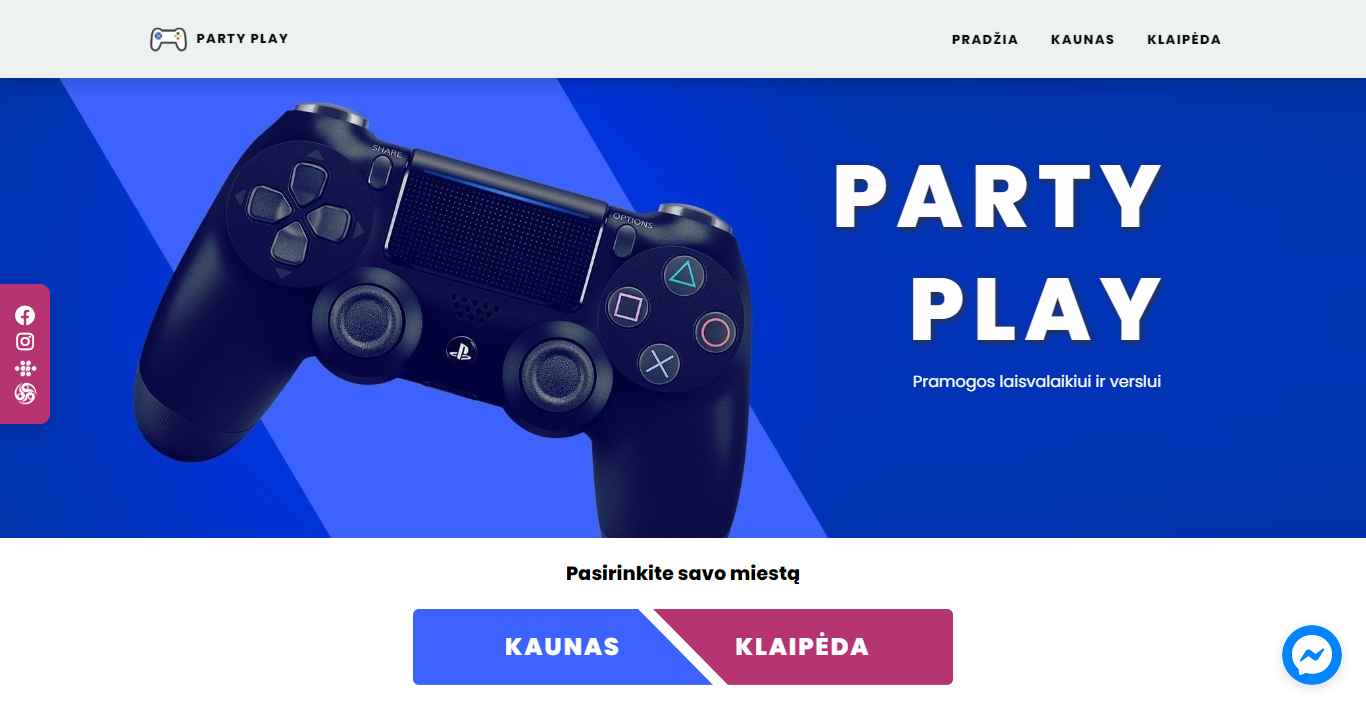 PARTY PLAY
PRADŽIA KAUNAS KLAIPĖDA
SHARE
OPTIONS
PARTY
PLAY
Pramogos laisvalaikiui ir verslui
Pasirinkite savo miestą
KAUNAS KLAIPĖDA